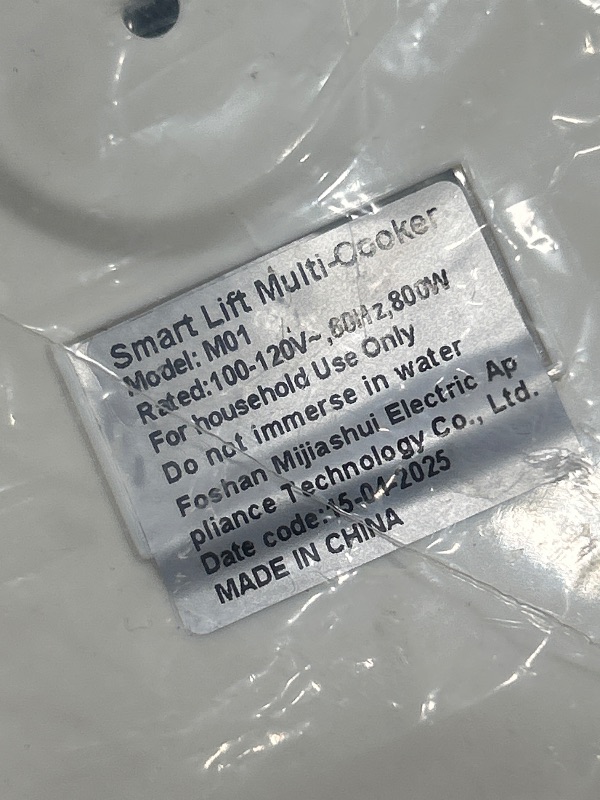 Smart Lift Multi-Cooker
Model: M01
Rated:100-120V~,60Hz,800W
For household Use Only
Do not immerse in water
Foshan Mijiashui Electric Ap
pliance Technology Co., Ltd.
Date code:15-04-2025
MADE IN CHINA